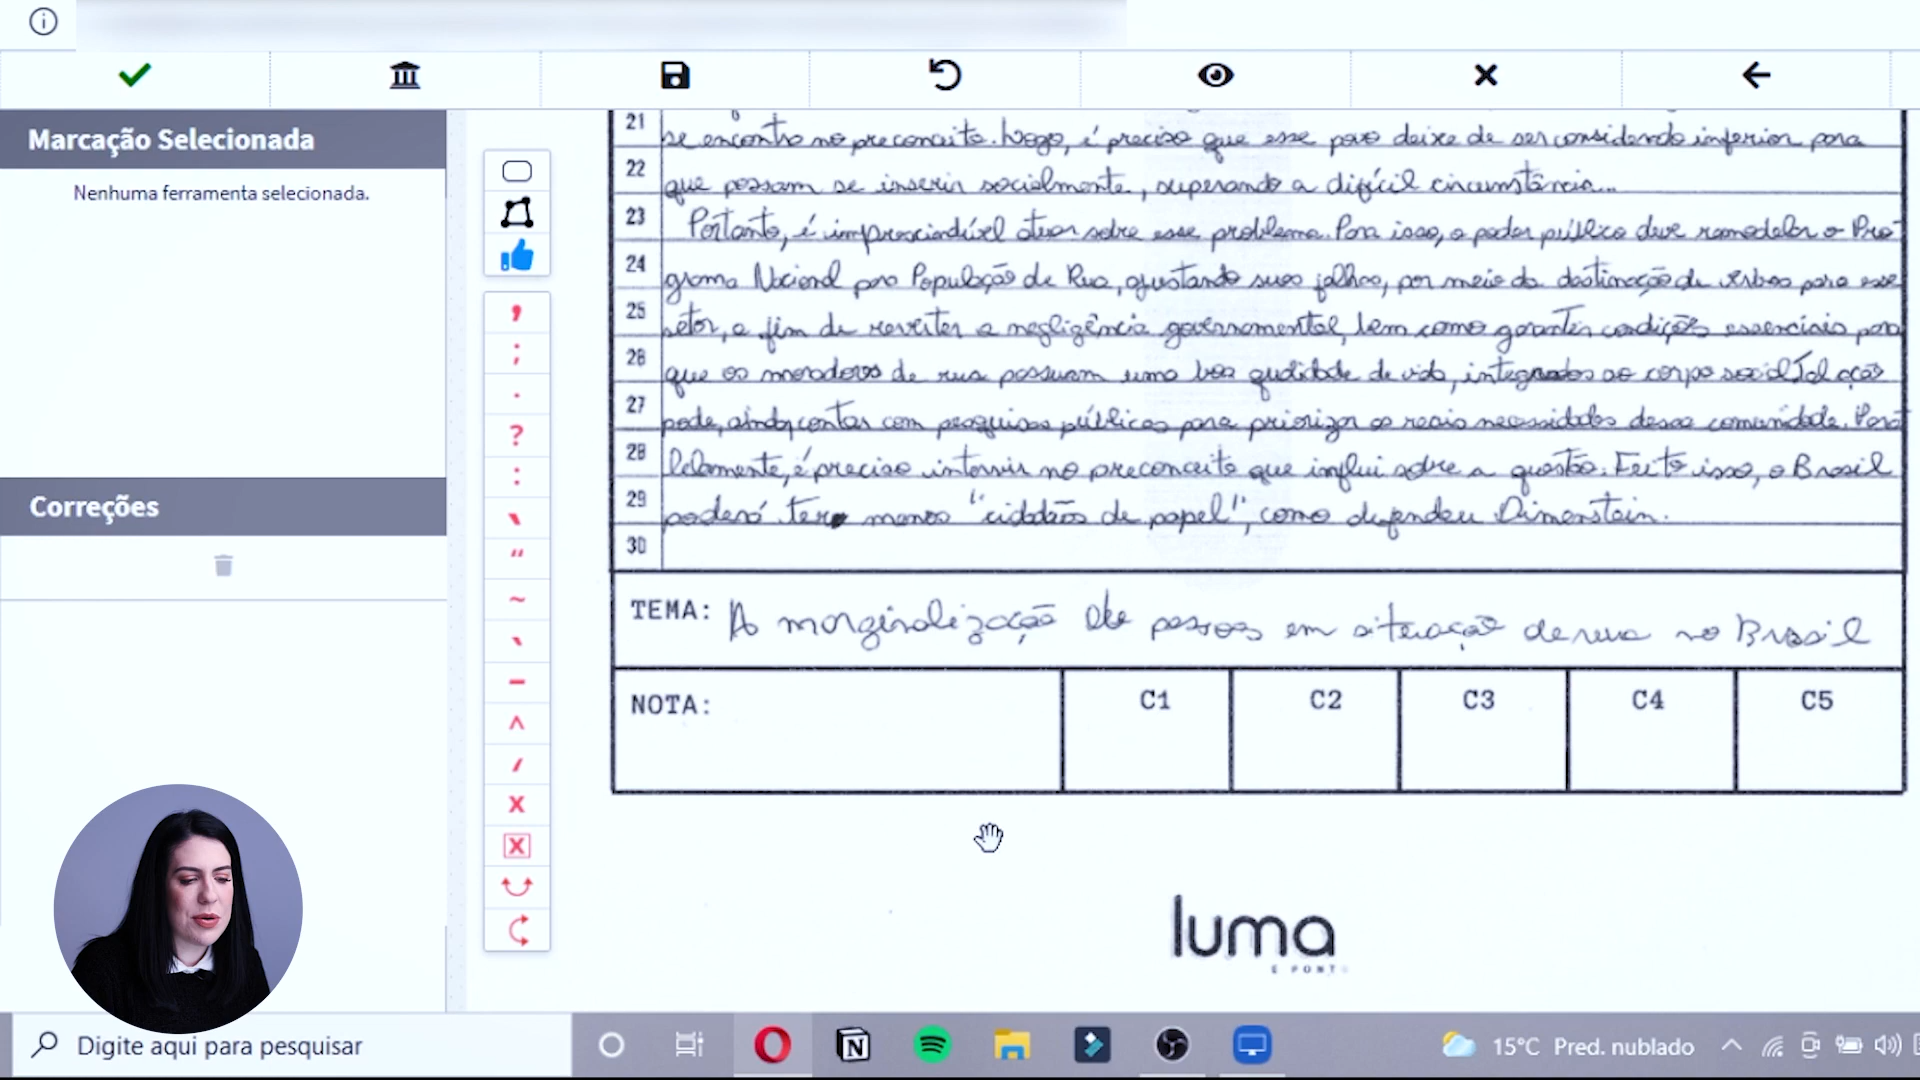 Marcação Selecionada
Nenhuma ferramenta selecionada.
Correções
21 se encontra no preconceito. Logo, é preciso que esse povo deixe de ser considerado inferior para
22 que possam se inserir socialmente, superando a difícil circunstância.
23 Portanto, é imprescindível atuar sobre esse problema. Para isso, o poder público deve remodelar o Pro-
24 grama Nacional para População de Rua, ajustando suas falhas, por meio da destinação de verbas para esse
25 setor, a fim de reverter a negligência governamental, bem como garantir condições essenciais para
26 que os moradores de rua possuam uma boa qualidade de vida, integrados ao corpo social. Tal ação
27 pode, ainda, contar com pesquisas públicas para priorizar as reais necessidades dessa comunidade. Para-
28 lelamente, é preciso intervir no preconceito que influi sobre a questão. Feito isso, o Brasil
29 poderá ter menos "cidadãos de papel", como defendeu Dimenstein.
30
TEMA: A marginalização de pessoas em situação de rua no Brasil
NOTA: C1 C2 C3 C4 C5
luma
E PONTO
Digite aqui para pesquisar
15°C Pred. nublado